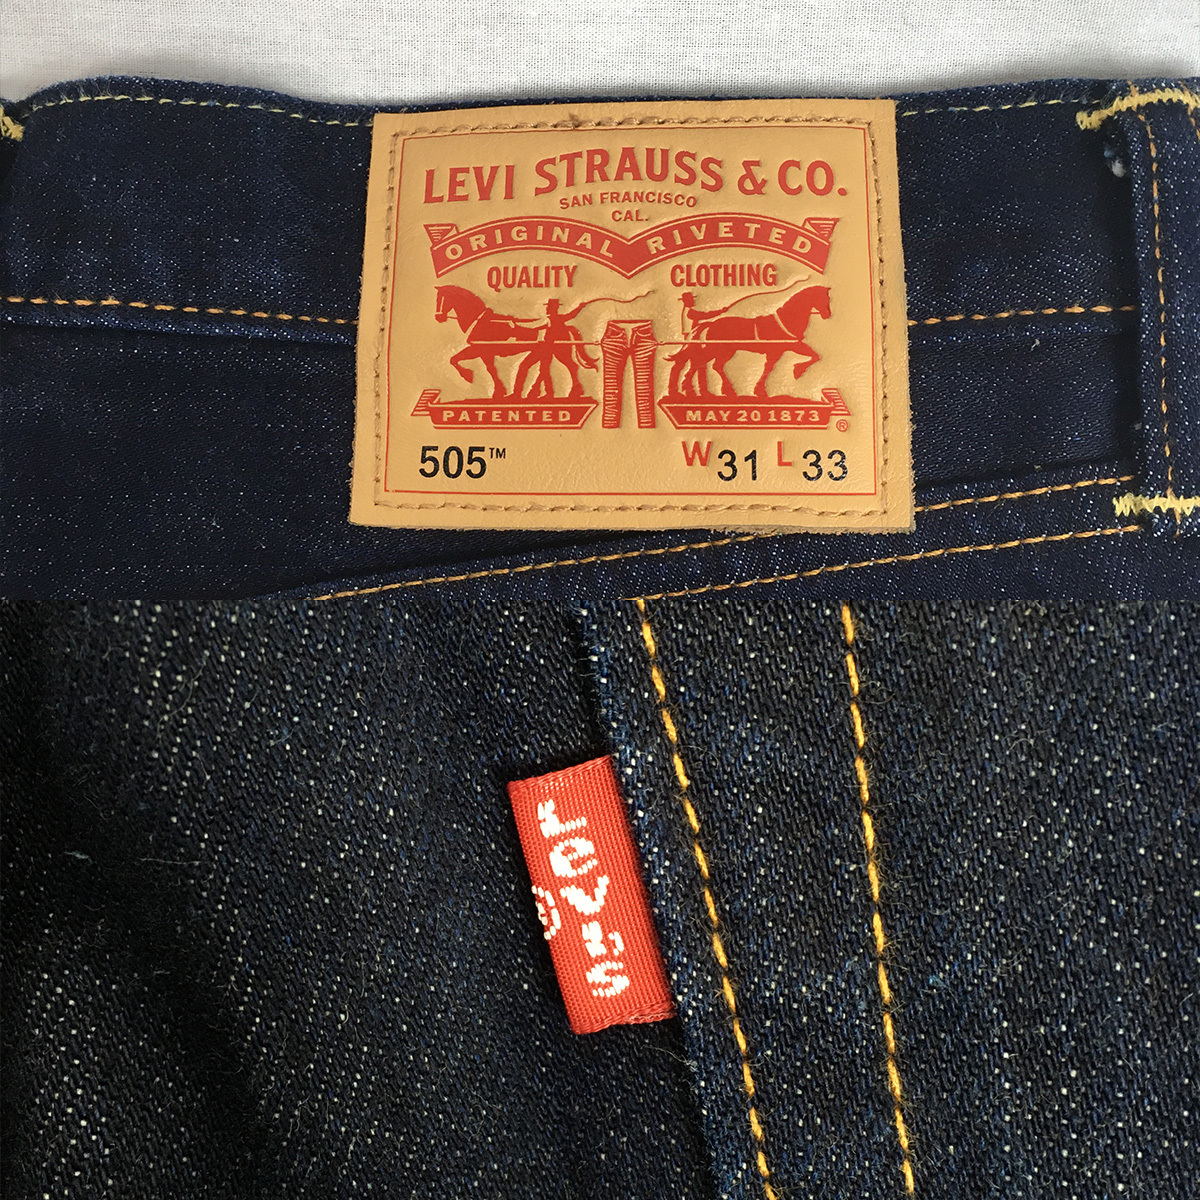 LEVI STRAUSS & CO.
SAN FRANCISCO
CAL.
ORIGINAL RIVETED
QUALITY CLOTHING
PATENTED MAY 20 1873 ®
505™ W31 L33
LEVI'S
®